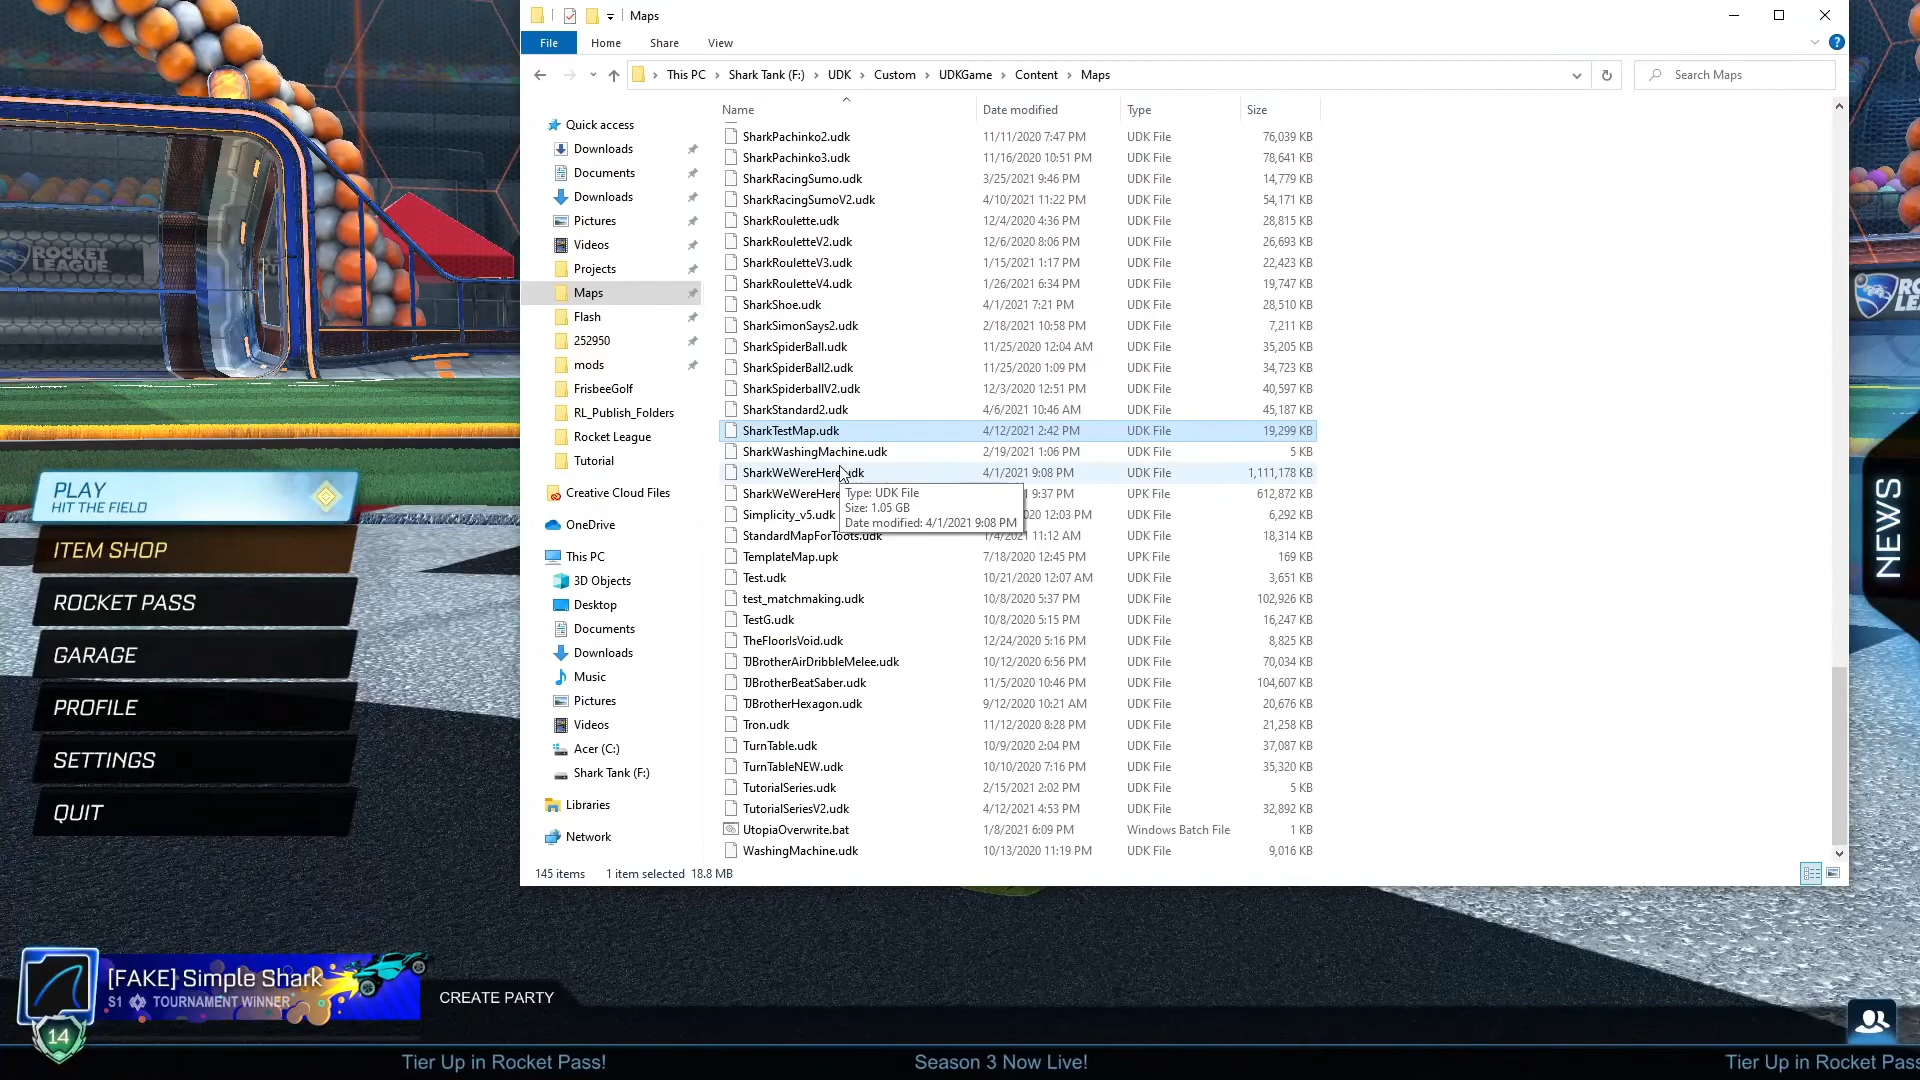 Maps
File
Home
Share
View
This PC
Shark Tank (F:)
UDK
Custom
UDKGame
Content
Maps
Search Maps
Quick access
Downloads
Documents
Downloads
Pictures
Videos
Projects
Maps
Flash
252950
mods
FrisbeeGolf
RL_Publish_Folders
Rocket League
Tutorial
Creative Cloud Files
OneDrive
This PC
3D Objects
Desktop
Documents
Downloads
Music
Pictures
Videos
Acer (C:)
Shark Tank (F:)
Libraries
Network
Name Date modified Type Size
SharkPachinko2.udk 11/11/2020 7:47 PM UDK File 76,039 KB
SharkPachinko3.udk 11/16/2020 10:51 PM UDK File 78,641 KB
SharkRacingSumo.udk 3/25/2021 9:46 PM UDK File 14,779 KB
SharkRacingSumoV2.udk 4/10/2021 11:22 PM UDK File 54,171 KB
SharkRoulette.udk 12/4/2020 4:36 PM UDK File 28,815 KB
SharkRouletteV2.udk 12/6/2020 8:06 PM UDK File 26,693 KB
SharkRouletteV3.udk 1/15/2021 1:17 PM UDK File 22,423 KB
SharkRouletteV4.udk 1/26/2021 6:34 PM UDK File 19,747 KB
SharkShoe.udk 4/1/2021 7:21 PM UDK File 28,510 KB
SharkSimonSays2.udk 2/18/2021 10:58 PM UDK File 7,211 KB
SharkSpiderBall.udk 11/25/2020 12:04 AM UDK File 35,205 KB
SharkSpiderBall2.udk 11/25/2020 1:09 PM UDK File 34,723 KB
SharkSpiderballV2.udk 12/3/2020 12:51 PM UDK File 40,597 KB
SharkStandard2.udk 4/6/2021 10:46 AM UDK File 45,187 KB
SharkTestMap.udk 4/12/2021 2:42 PM UDK File 19,299 KB
SharkWashingMachine.udk 2/19/2021 1:06 PM UDK File 5 KB
SharkWeWereHere.udk 4/1/2021 9:08 PM UDK File 1,111,178 KB
SharkWeWereHere 9:37 PM UPK File 612,872 KB
Simplicity_v5.udk 12:03 PM UDK File 6,292 KB
StandardMapForToots.udk 1/4/2021 11:12 AM UDK File 18,314 KB
TemplateMap.upk 7/18/2020 12:45 PM UPK File 169 KB
Test.udk 10/21/2020 12:07 AM UDK File 3,651 KB
test_matchmaking.udk 10/8/2020 5:37 PM UDK File 102,926 KB
TestG.udk 10/8/2020 5:15 PM UDK File 16,247 KB
TheFloorIsVoid.udk 12/24/2020 5:16 PM UDK File 8,825 KB
TJBrotherAirDribbleMelee.udk 10/12/2020 6:56 PM UDK File 70,034 KB
TJBrotherBeatSaber.udk 11/5/2020 10:46 PM UDK File 104,607 KB
TJBrotherHexagon.udk 9/12/2020 10:21 AM UDK File 20,676 KB
Tron.udk 11/12/2020 8:28 PM UDK File 21,258 KB
TurnTable.udk 10/9/2020 2:04 PM UDK File 37,087 KB
TurnTableNEW.udk 10/10/2020 7:16 PM UDK File 35,320 KB
TutorialSeries.udk 2/15/2021 2:02 PM UDK File 5 KB
TutorialSeriesV2.udk 4/12/2021 4:53 PM UDK File 32,892 KB
UtopiaOverwrite.bat 1/8/2021 6:09 PM Windows Batch File 1 KB
WashingMachine.udk 10/13/2020 11:19 PM UDK File 9,016 KB
Type: UDK File
Size: 1.05 GB
Date modified: 4/1/2021 9:08 PM
145 items 1 item selected 18.8 MB
ROCKET
LEAGUE
PLAY
HIT THE FIELD
ITEM SHOP
ROCKET PASS
GARAGE
PROFILE
SETTINGS
QUIT
NEWS
[FAKE] Simple Shark
S1 TOURNAMENT WINNER
14
CREATE PARTY
Tier Up in Rocket Pass! Season 3 Now Live! Tier Up in Rocket Pass